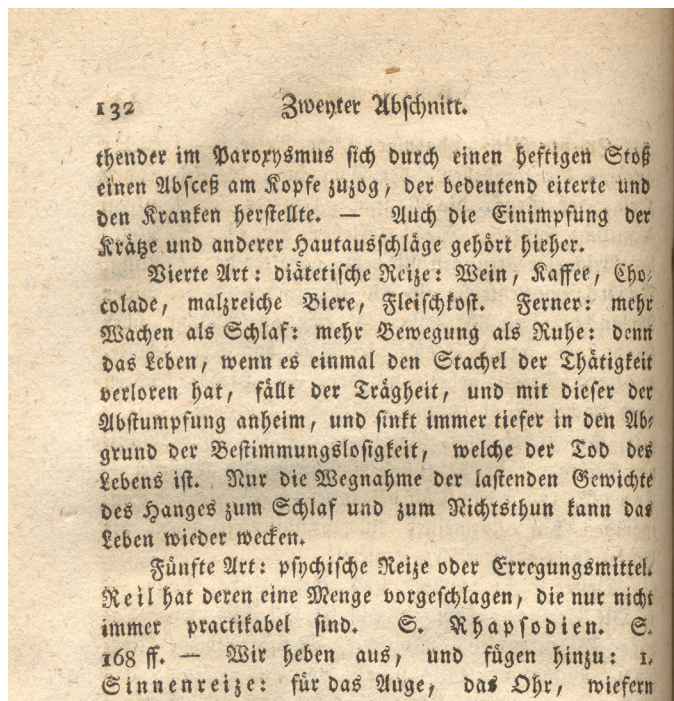 132 Zweyter Abschnitt.
thender im Paroxysmus sich durch einen heftigen Stoß
einen Absceß am Kopfe zuzog, der bedeutend eiterte und
den Kranken herstellte. — Auch die Einimpfung der
Krätze und anderer Hautausschläge gehört hieher.
Vierte Art: diätetische Reize: Wein, Kaffee, Cho-
colade, malzreiche Biere, Fleischkost. Ferner: mehr
Wachen als Schlaf: mehr Bewegung als Ruhe: denn
das Leben, wenn es einmal den Stachel der Thätigkeit
verloren hat, fällt der Trägheit, und mit dieser der
Abstumpfung anheim, und sinkt immer tiefer in den Ab-
grund der Bestimmungslosigkeit, welche der Tod des
Lebens ist. Nur die Wegnahme der lastenden Gewichte
des Hanges zum Schlaf und zum Nichtsthun kann das
Leben wieder wecken.
Fünfte Art: psychische Reize oder Erregungsmittel.
Reil hat deren eine Menge vorgeschlagen, die nur nicht
immer practikabel sind. S. Rhapsodien. S.
168 ff. — Wir heben aus, und fügen hinzu: 1.
Sinnenreize: für das Auge, das Ohr, wiefern